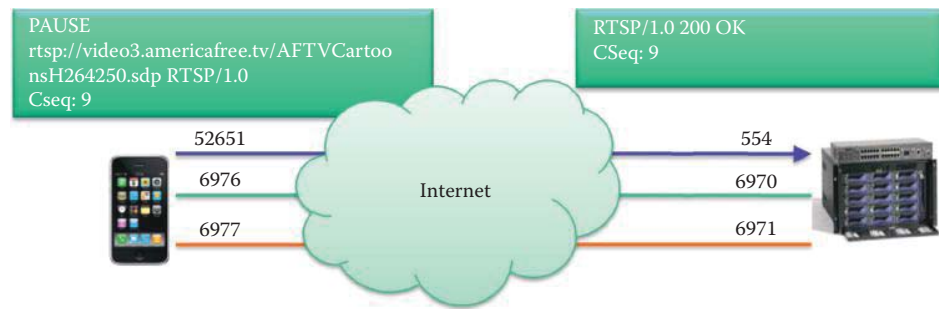 PAUSE
rtsp://video3.americafree.tv/AFTVCartoo
nsH264250.sdp RTSP/1.0
Cseq: 9
RTSP/1.0 200 OK
CSeq: 9
52651
554
6976
6970
Internet
6977
6971